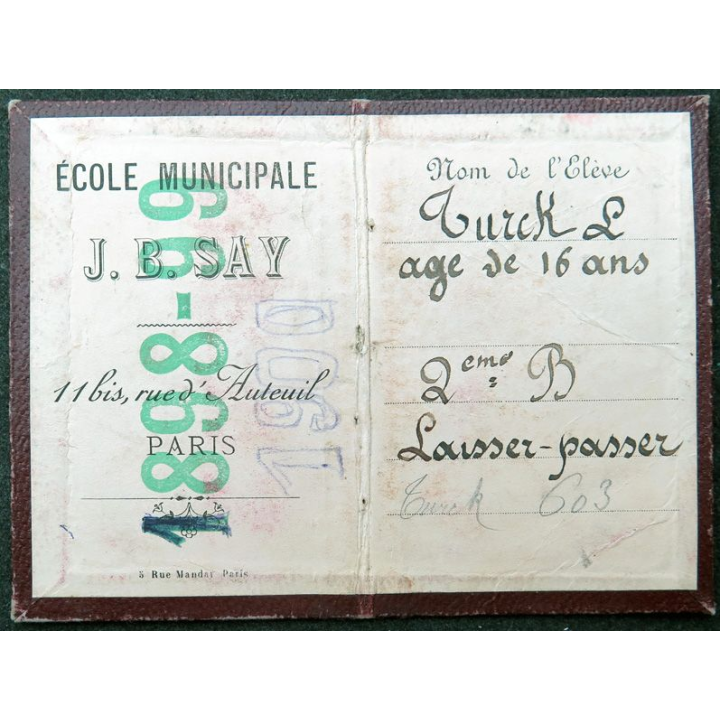 ÉCOLE MUNICIPALE
J. B. SAY
11 bis, rue d'Auteuil
PARIS
5 Rue Mandar Paris
1898-99
1900
Nom de l'Elève
Turck L
age de 16 ans
2eme B
Laisser-passer
Turck 603